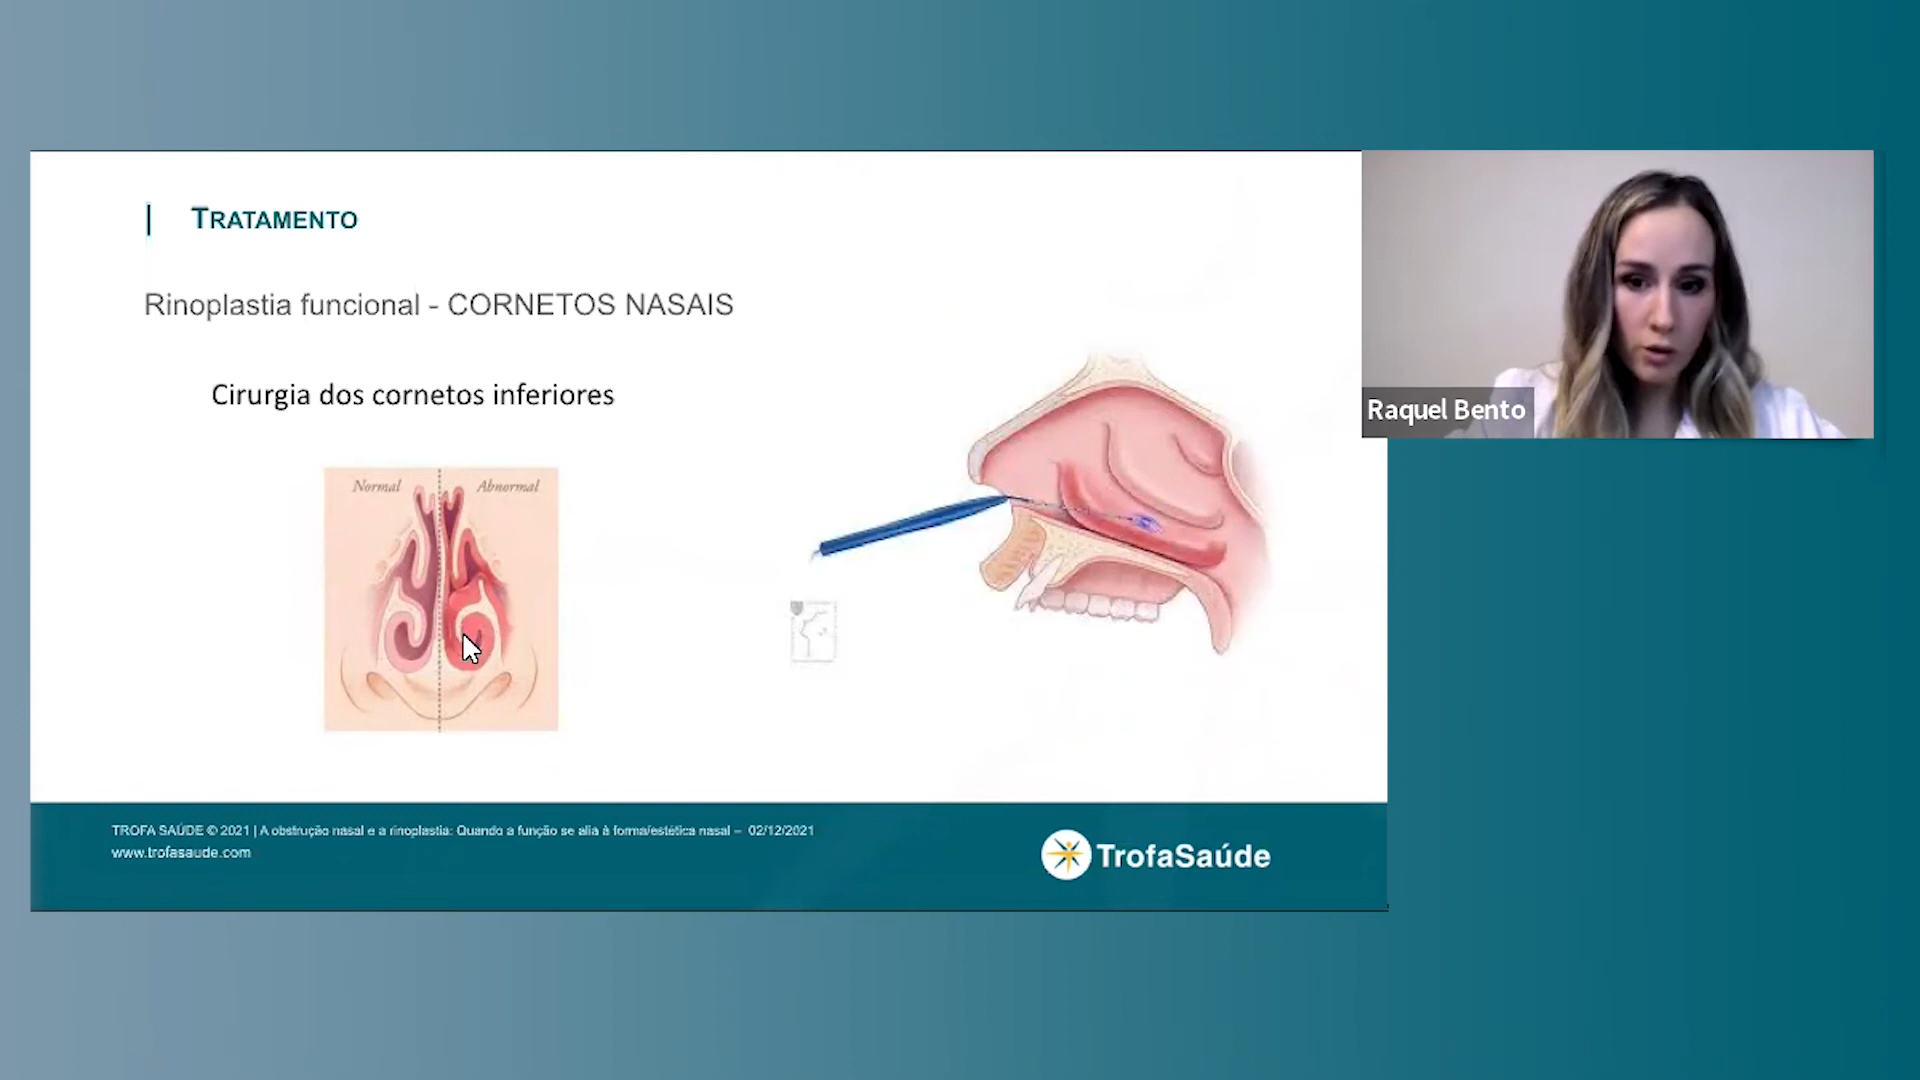 | TRATAMENTO
Rinoplastia funcional - CORNETOS NASAIS
Cirurgia dos cornetos inferiores
Normal
Abnormal
Raquel Bento
TROFA SAÚDE © 2021 | A obstrução nasal e a rinoplastia: Quando a função se alia à forma/estética nasal – 02/12/2021
www.trofasaude.com
TrofaSaúde